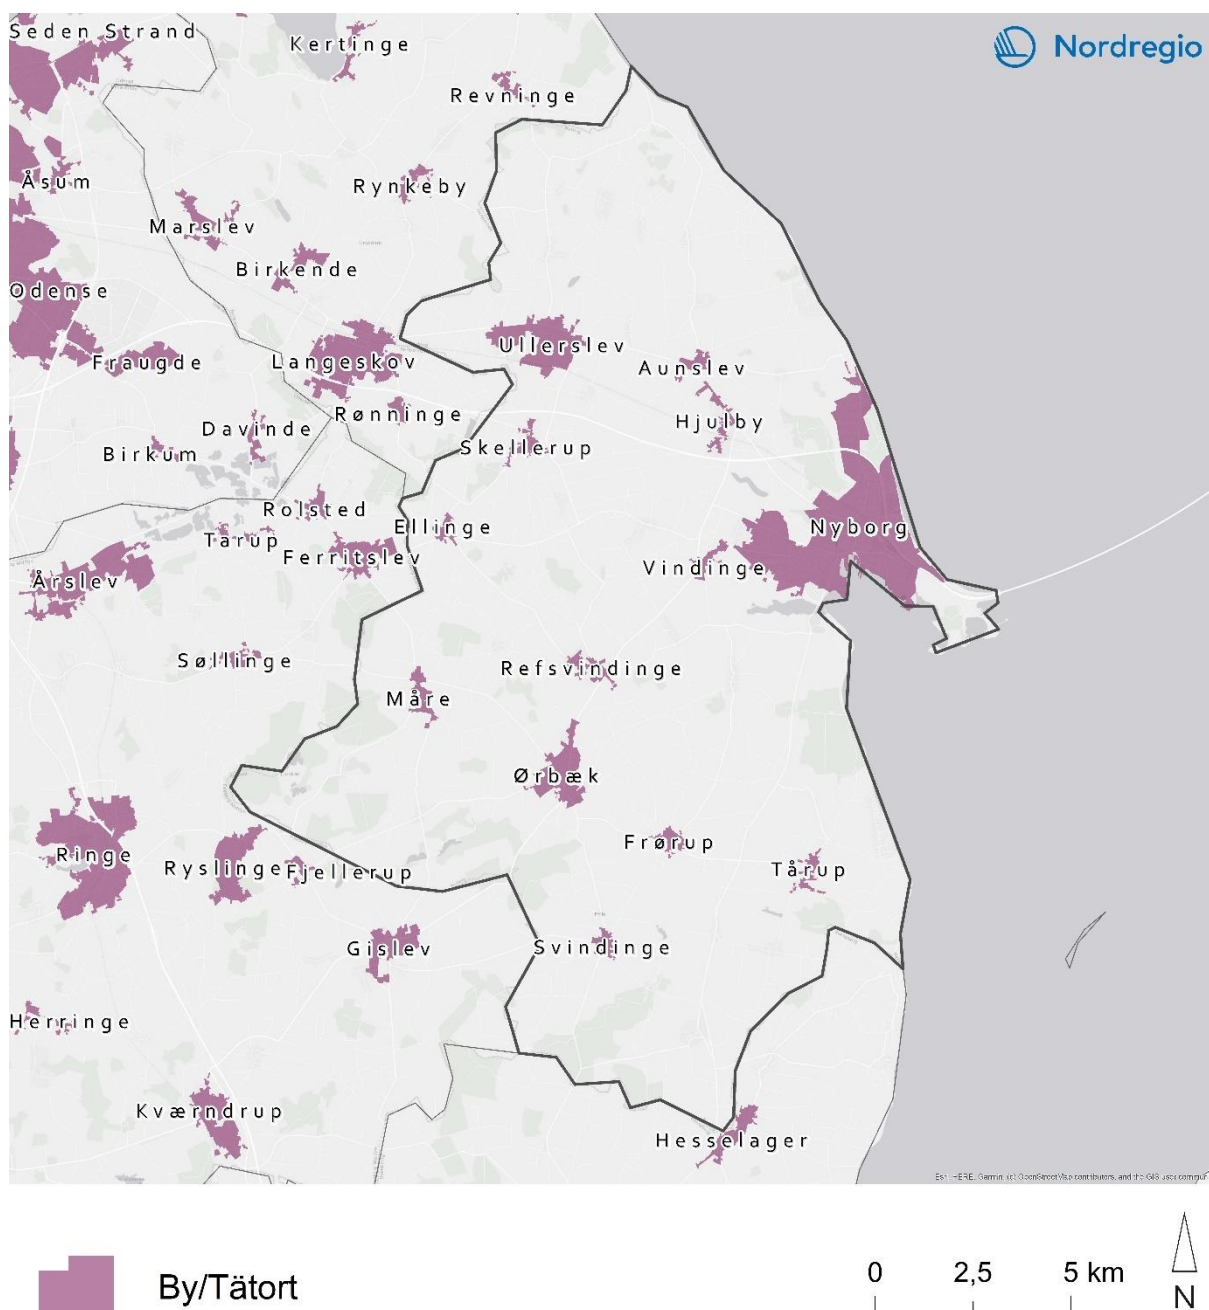 Seden Strand
Kertinge
Nordregio
Revninge
Åsum
Rynkeby
Marslev
Birkende
Odense
Fraugde
Langeskov
Ullerslev
Aunslev
Rønninge
Hjulby
Davinde
Birkum
Skellerup
Rolsted
Ellinge
Nyborg
Tarup
Ferritslev
Vindinge
Årslev
Søllinge
Refsvindinge
Måre
Ørbæk
Frørup
Ringe
Ryslinge
Fjellerup
Tårup
Gislev
Svindinge
Herringe
Kværndrup
Hesselager
By/Tätort
0 2,5 5 km
N